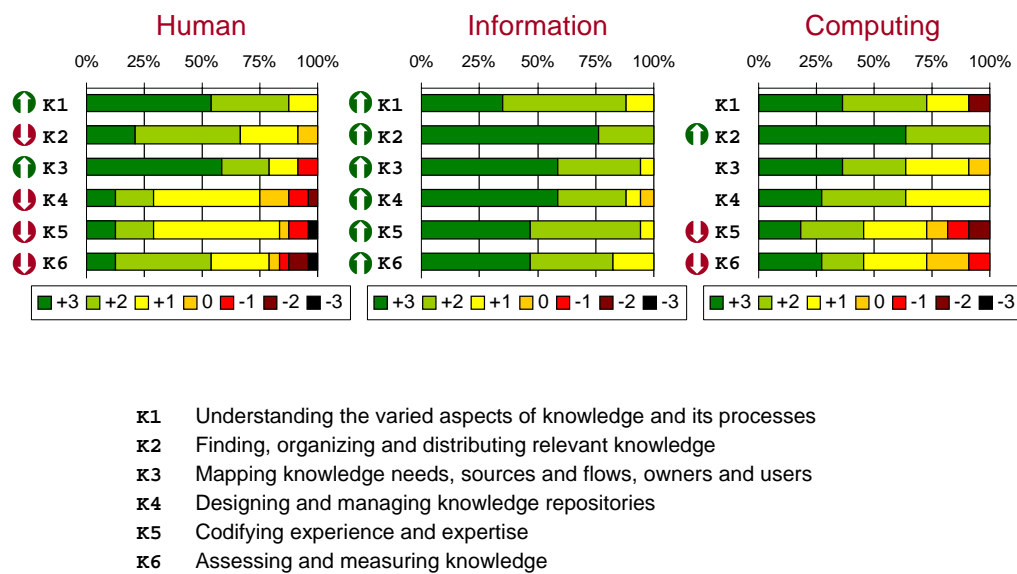 Human Information Computing
0% 25% 50% 75% 100% 0% 25% 50% 75% 100% 0% 25% 50% 75% 100%
K1 K1 K1
K2 K2 K2
K3 K3 K3
K4 K4 K4
K5 K5 K5
K6 K6 K6
+3 +2 +1 0 -1 -2 -3 +3 +2 +1 0 -1 -2 -3 +3 +2 +1 0 -1 -2 -3
K1 Understanding the varied aspects of knowledge and its processes
K2 Finding, organizing and distributing relevant knowledge
K3 Mapping knowledge needs, sources and flows, owners and users
K4 Designing and managing knowledge repositories
K5 Codifying experience and expertise
K6 Assessing and measuring knowledge